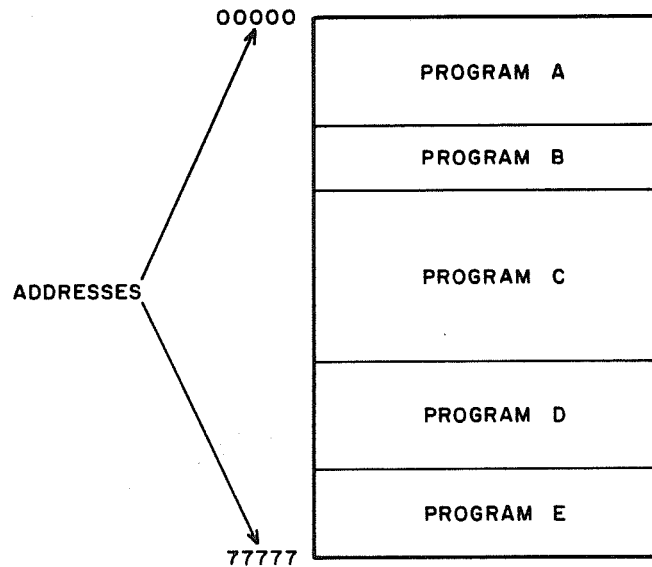 00000
PROGRAM A
PROGRAM B
PROGRAM C
ADDRESSES
PROGRAM D
PROGRAM E
77777